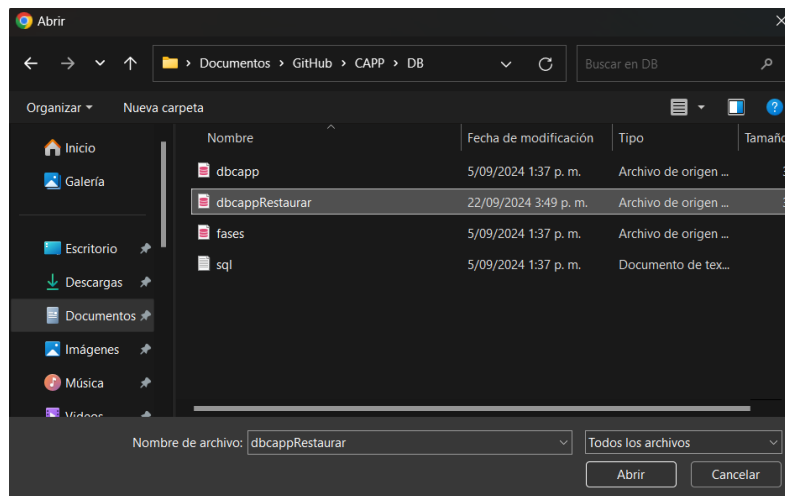 Abrir
Documentos > GitHub > CAPP > DB
Buscar en DB
Organizar
Nueva carpeta
Nombre Fecha de modificación Tipo Tamaño
Inicio
Galería
Escritorio
Descargas
Documentos
Imágenes
Música
Videos
dbcapp 5/09/2024 1:37 p. m. Archivo de origen ... 3
dbcappRestaurar 22/09/2024 3:49 p. m. Archivo de origen ... 3
fases 5/09/2024 1:37 p. m. Archivo de origen ...
sql 5/09/2024 1:37 p. m. Documento de tex...
Nombre de archivo: dbcappRestaurar
Todos los archivos
Abrir Cancelar